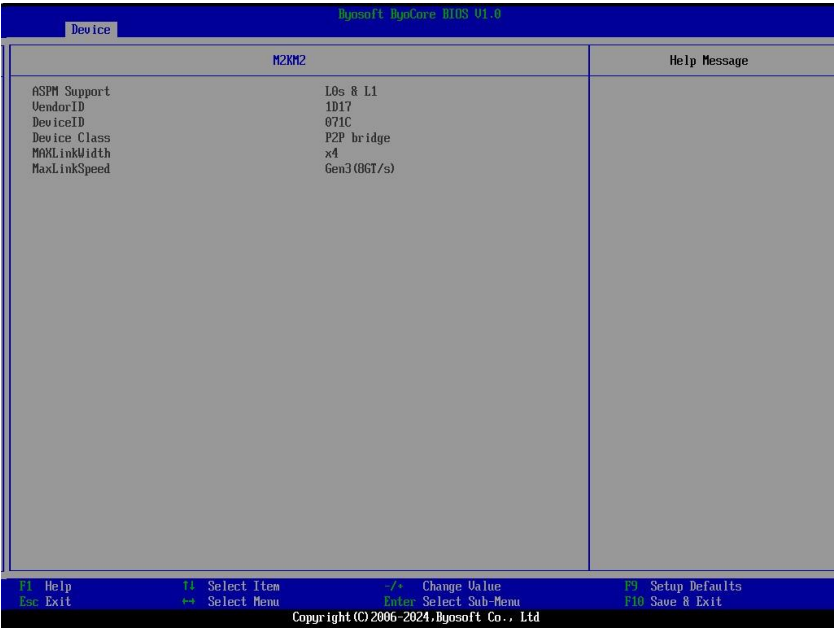 Byosoft ByoCore BIOS V1.0
Device
M2KM2
Help Message
ASPM Support L0s & L1
VendorID 1D17
DeviceID 071C
Device Class P2P bridge
MAXLinkWidth x4
MaxLinkSpeed Gen3(8GT/s)
F1 Help ↑↓ Select Item -/+ Change Value F9 Setup Defaults
Esc Exit ↔ Select Menu Enter Select Sub-Menu F10 Save & Exit
Copyright(C)2006-2024,Byosoft Co., Ltd